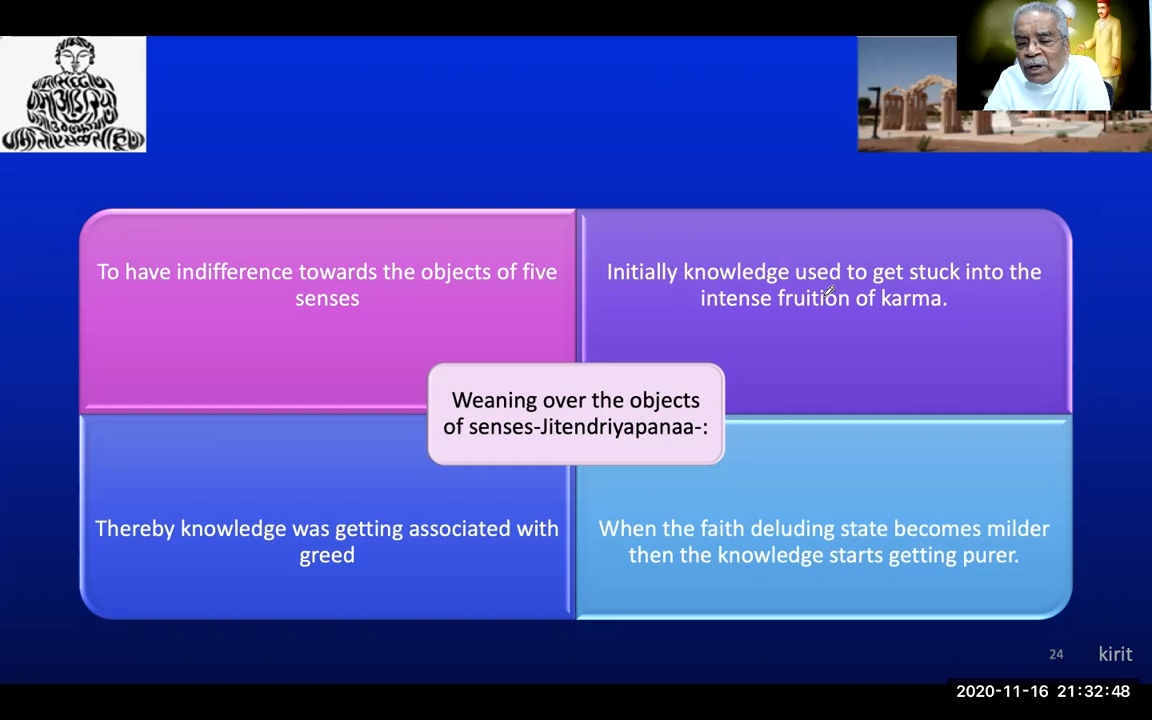 To have indifference towards the objects of five
senses
Initially knowledge used to get stuck into the
intense fruition of karma.
Weaning over the objects
of senses-Jitendriyapanaa-:
Thereby knowledge was getting associated with
greed
When the faith deluding state becomes milder
then the knowledge starts getting purer.
24
kirit
2020-11-16 21:32:48